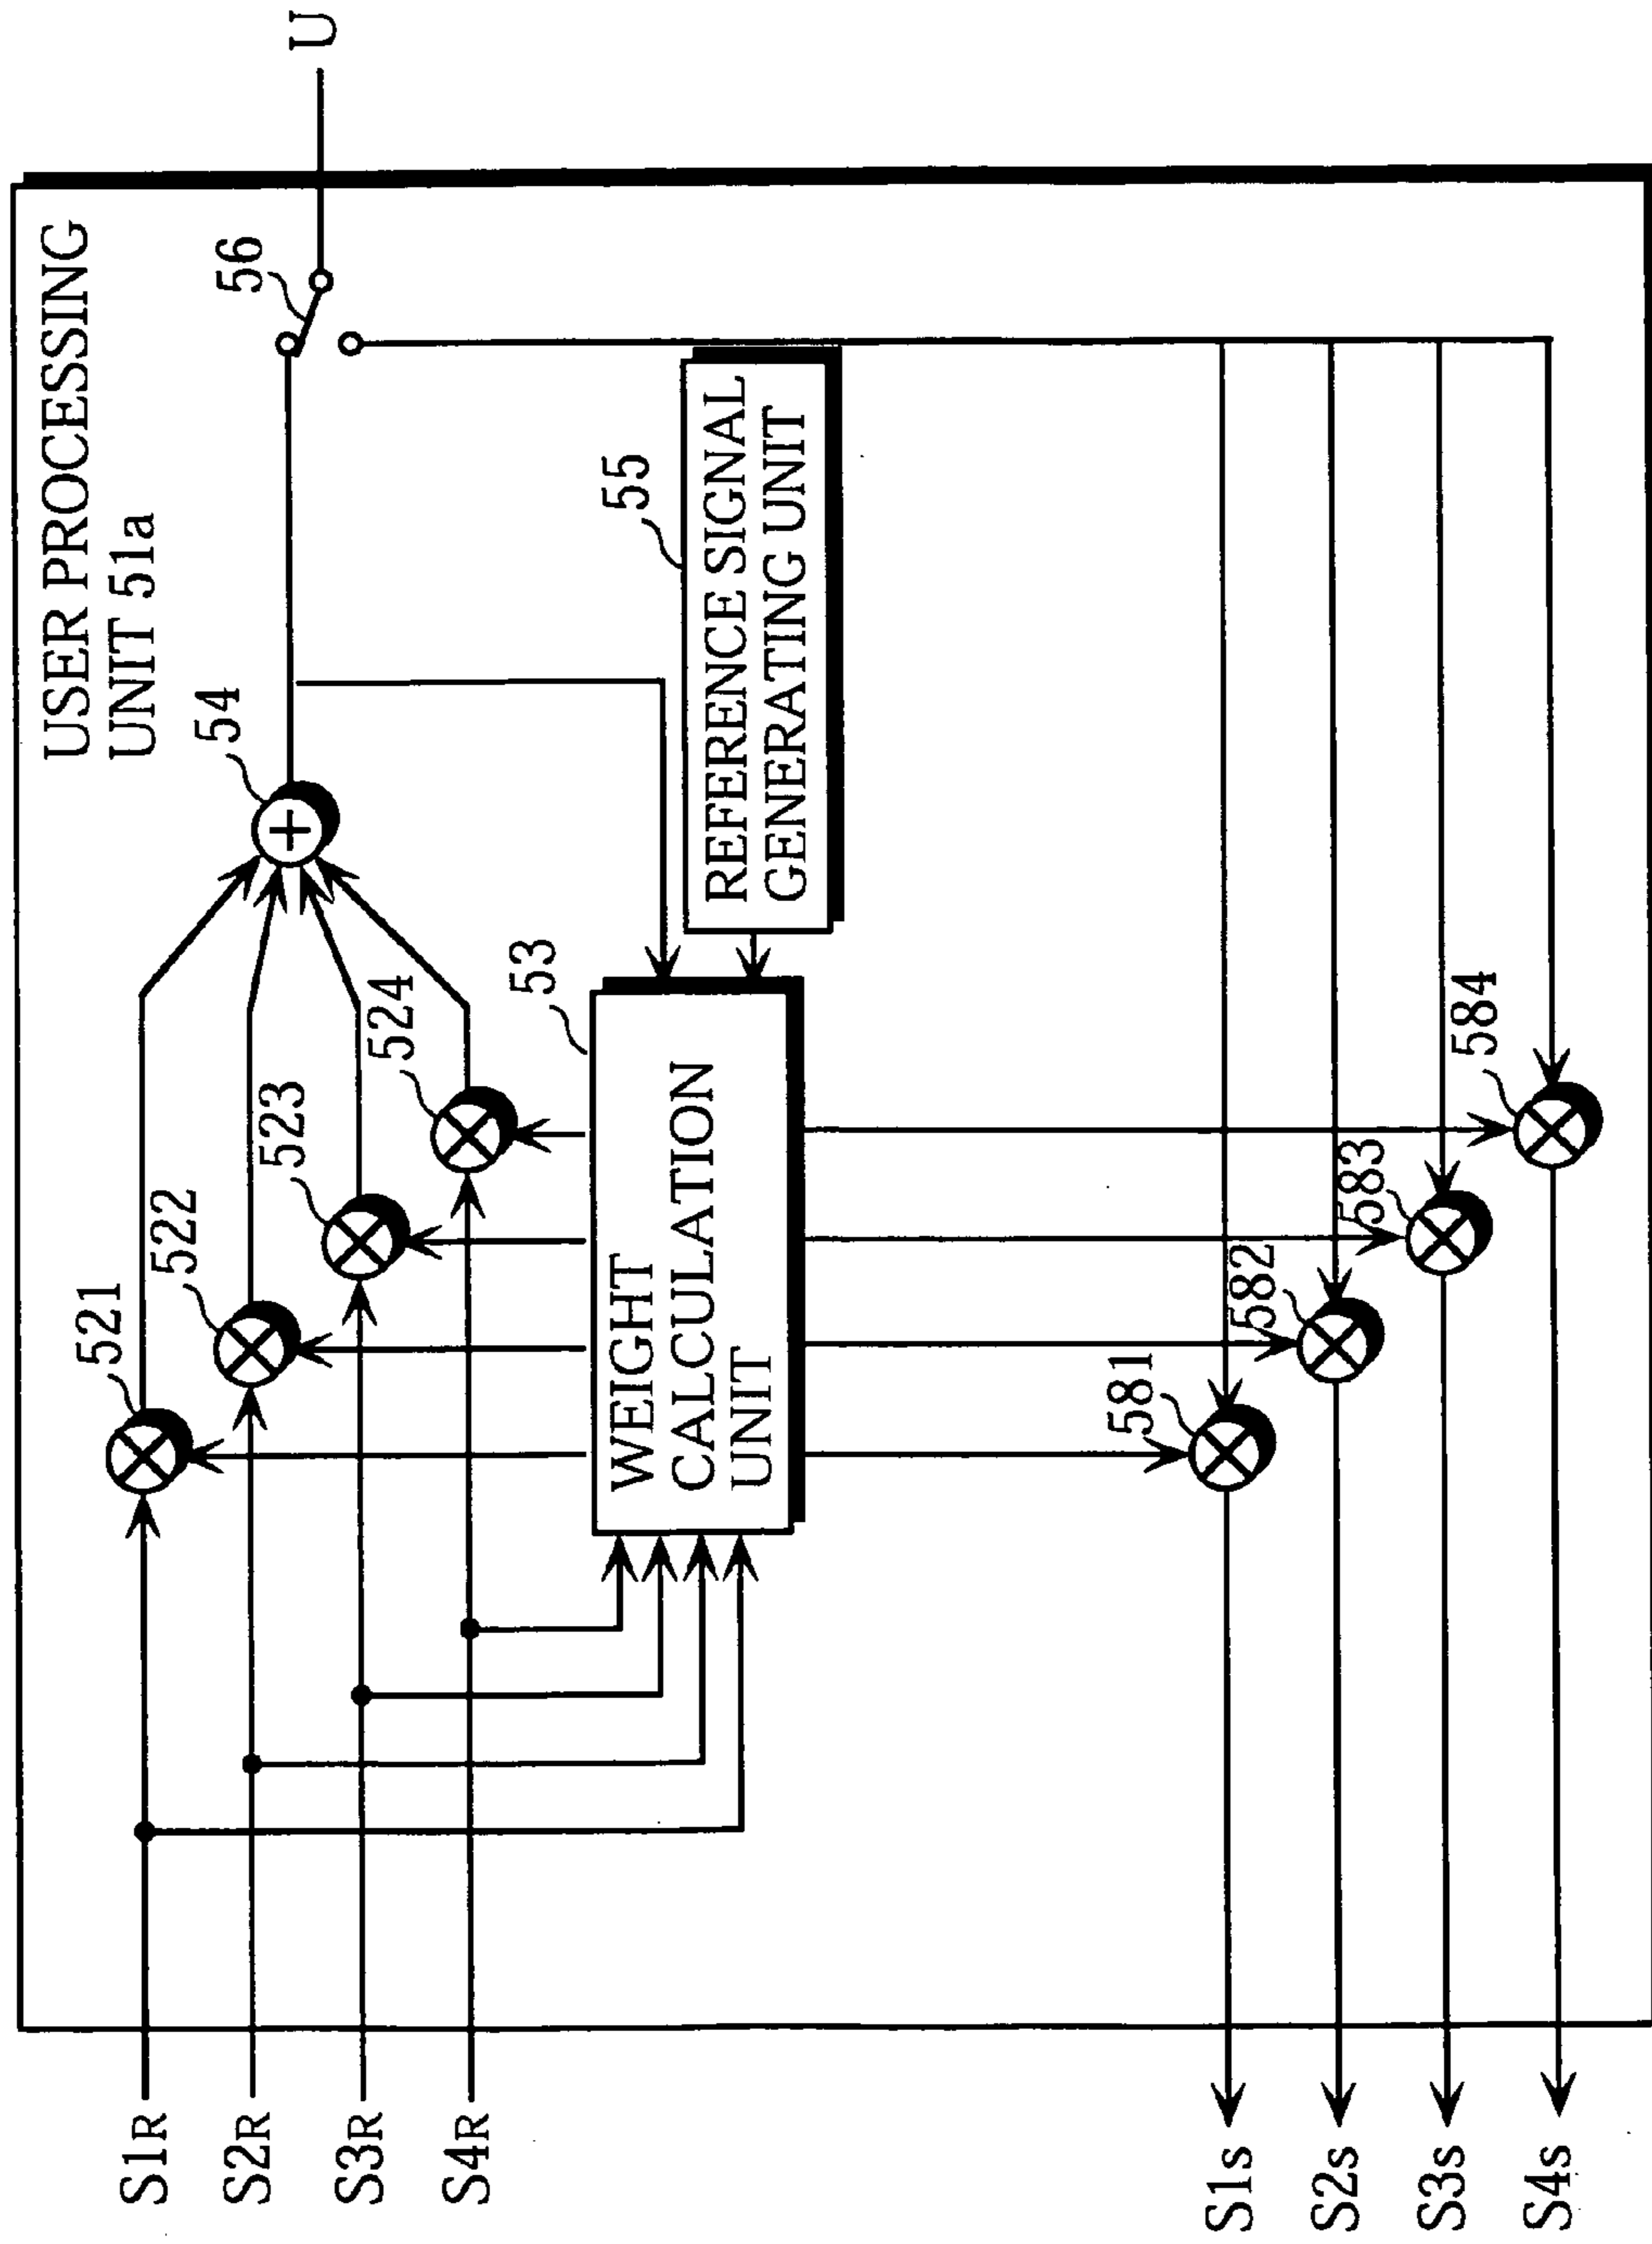 USER PROCESSING
UNIT 51a
U
56
54
521
522
523
524
53
55
WEIGHT
CALCULATION
UNIT
REFERENCE SIGNAL
GENERATING UNIT
S1R
S2R
S3R
S4R
581
582
583
584
S1s
S2s
S3s
S4s